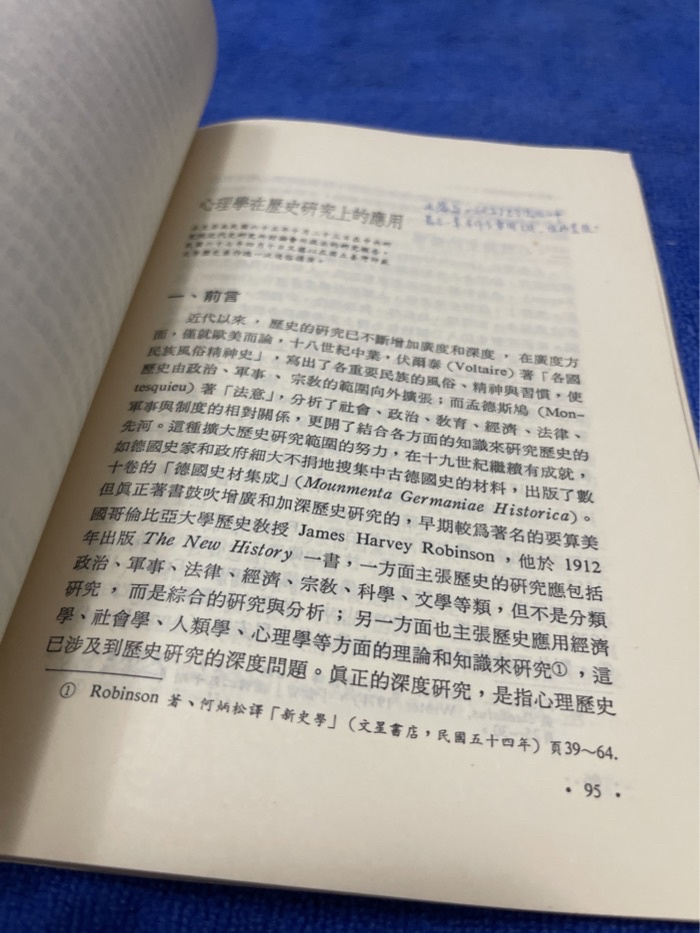 心理學在歷史研究上的應用
一、前言
近代以來，歷史的研究已不斷增加廣度和深度，在廣度方
面，僅就歐美而論，十八世紀中葉，伏爾泰（Voltaire）著「各國
民族風俗精神史」，寫出了各重要民族的風俗、精神與習慣，使
歷史由政治、軍事、宗敎的範圍向外擴張；而孟德斯鳩（Mon-
tesquieu）著「法意」，分析了社會、政治、敎育、經濟、法律、
軍事與制度的相對關係，更開了結合各方面的知識來研究歷史的
先河。這種擴大歷史研究範圍的努力，在十九世紀繼續有成就，
如德國史家和政府細大不捐地搜集中古德國史的材料，出版了數
十卷的「德國史材集成」（Mounmenta Germaniae Historica）。
但眞正著書鼓吹增廣和加深歷史研究的，早期較爲著名的要算美
國哥倫比亞大學歷史敎授 James Harvey Robinson，他於 1912
年出版 The New History 一書，一方面主張歷史的研究應包括
政治、軍事、法律、經濟、宗敎、科學、文學等類，但不是分類
研究，而是綜合的研究與分析；另一方面也主張歷史應用經濟
學、社會學、人類學、心理學等方面的理論和知識來研究①，這
已涉及到歷史研究的深度問題。眞正的深度研究，是指心理歷史
① Robinson 著、何炳松譯「新史學」（文星書店，民國五十四年）頁39～64.
• 95 •